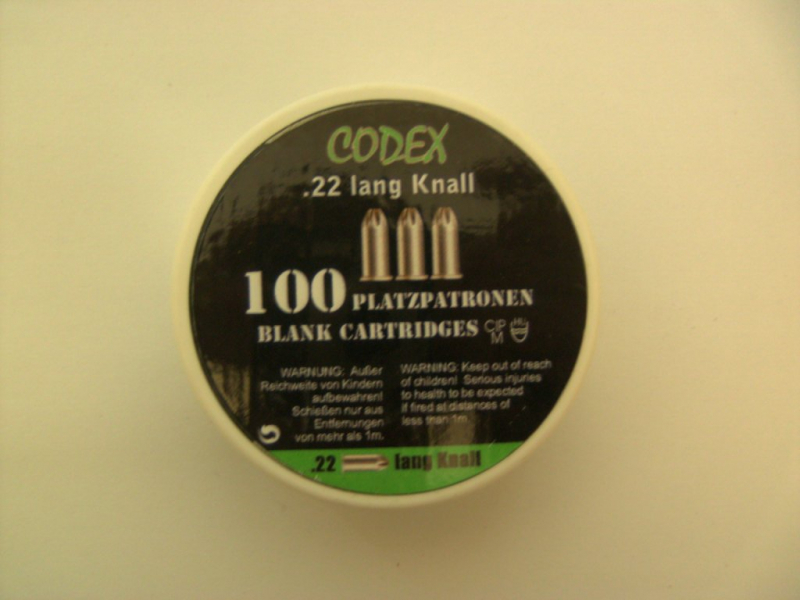 CODEX
.22 lang Knall
100 PLATZPATRONEN
BLANK CARTRIDGES CIP M
WARNUNG: Außer
Reichweite von Kindern
aufbewahren!
Schießen nur aus
Entfernungen
von mehr als 1m.
WARNING: Keep out of reach
of children! Serious injuries
to health to be expected
if fired at distances of
less than 1m.
.22 lang Knall